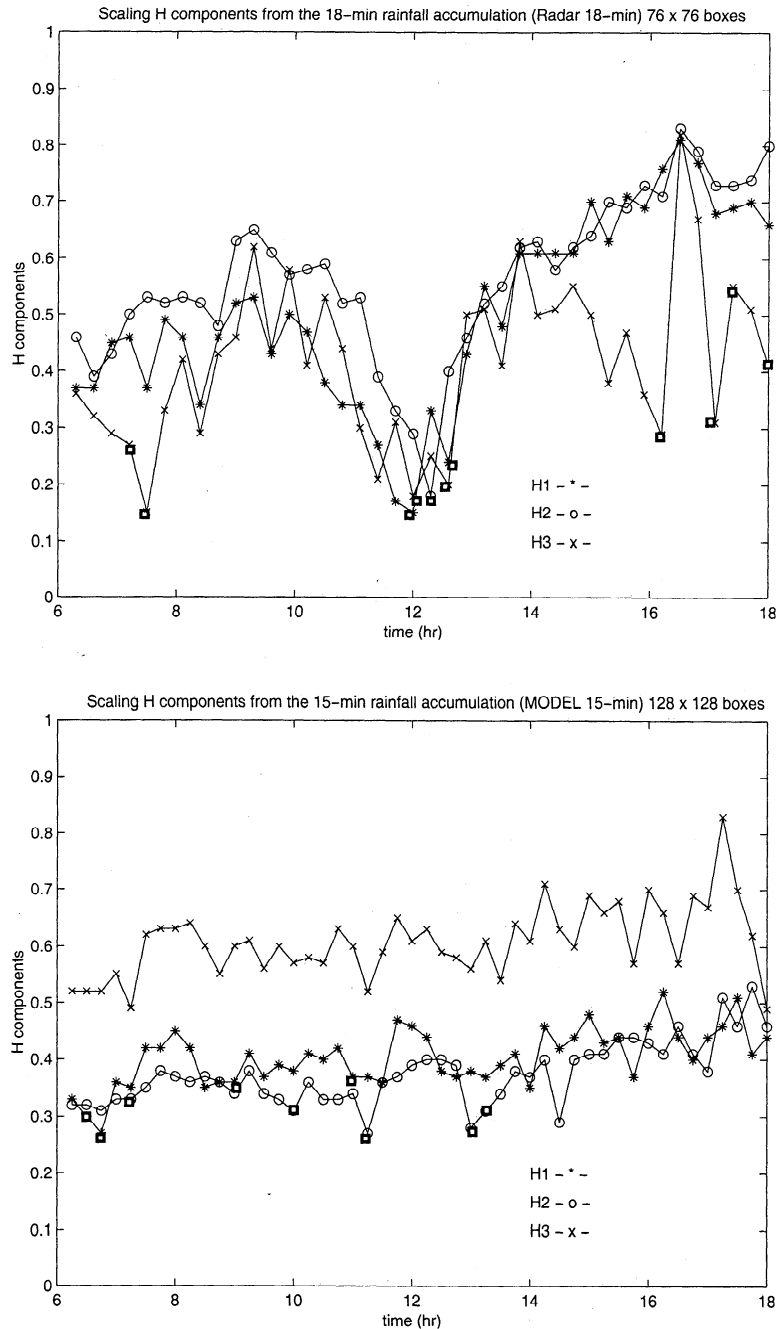 Scaling H components from the 18-min rainfall accumulation (Radar 18-min) 76 x 76 boxes
1
0.9
0.8
0.7
0.6
0.5
0.4
0.3
0.2
0.1
0
H components
H1 - * -
H2 - o -
H3 - x -
6 8 10 12 14 16 18
time (hr)
Scaling H components from the 15-min rainfall accumulation (MODEL 15-min) 128 x 128 boxes
1
0.9
0.8
0.7
0.6
0.5
0.4
0.3
0.2
0.1
0
H components
H1 - * -
H2 - o -
H3 - x -
6 8 10 12 14 16 18
time (hr)